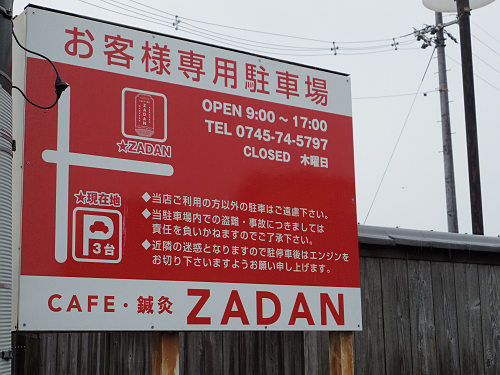 お客様専用駐車場
ZADAN
★ZADAN
OPEN 9:00～17:00
TEL 0745-74-5797
CLOSED 木曜日
★現在地
P
3台
◆当店ご利用の方以外の駐車はご遠慮下さい。
◆当駐車場内での盗難・事故につきましては
責任を負いかねますのでご了承下さい。
◆近隣の迷惑となりますので駐停車後はエンジンを
お切り下さいますようお願い申し上げます。
CAFE・鍼灸 ZADAN